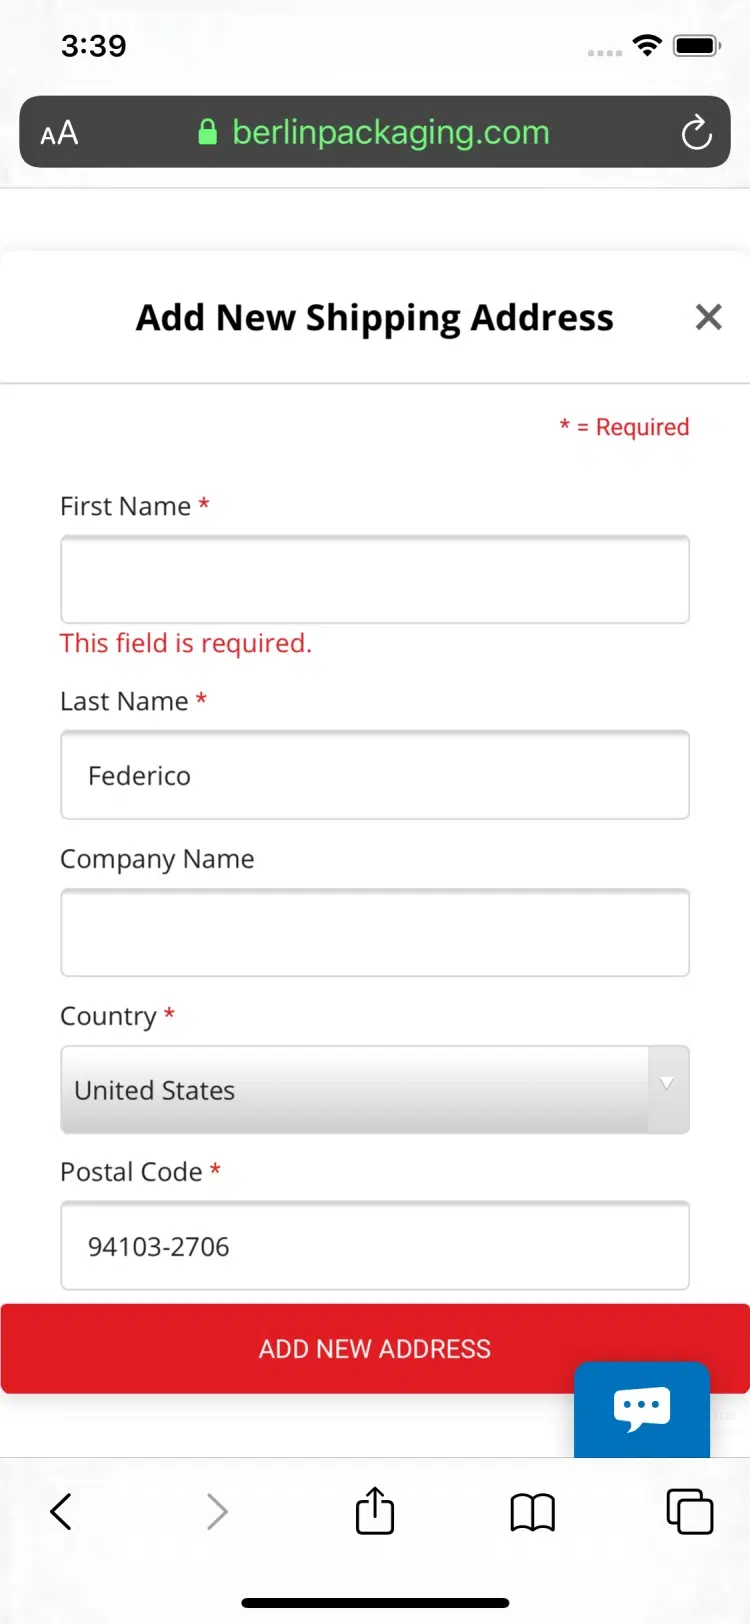 3:39
AA berlinpackaging.com
Add New Shipping Address
* = Required
First Name *
This field is required.
Last Name *
Federico
Company Name
Country *
United States
Postal Code *
94103-2706
ADD NEW ADDRESS